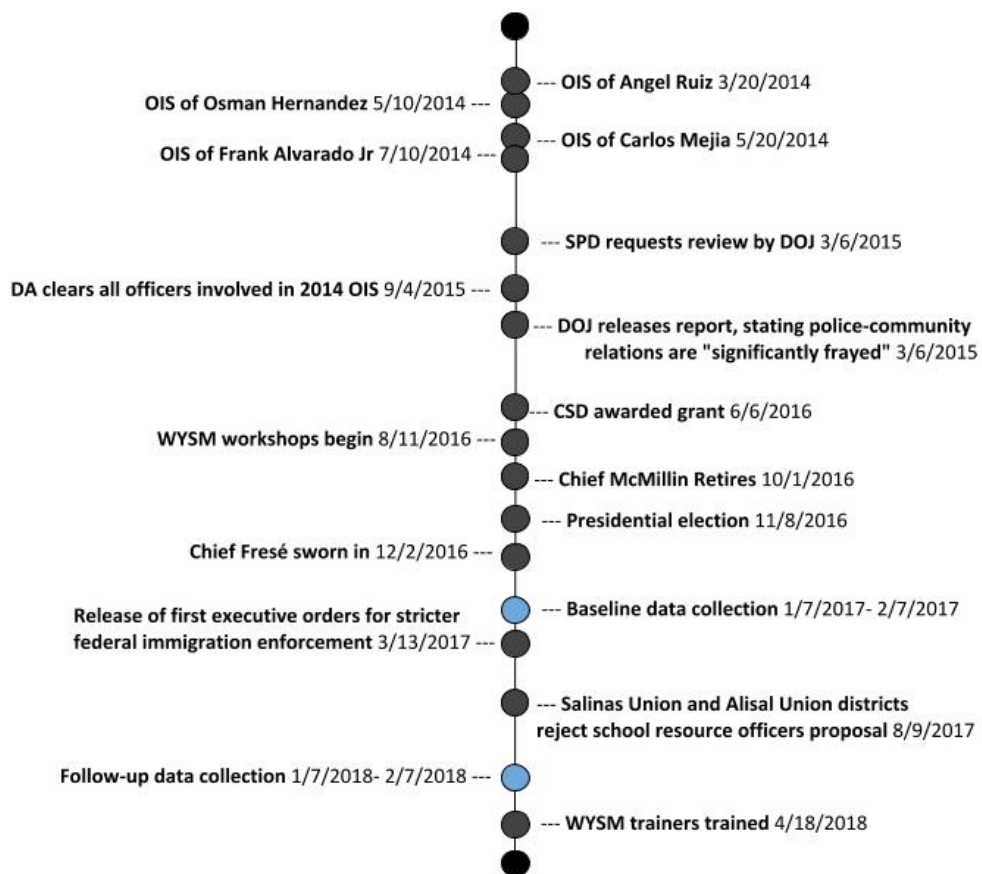 --- OIS of Angel Ruiz 3/20/2014
OIS of Osman Hernandez 5/10/2014 ---
--- OIS of Carlos Mejia 5/20/2014
OIS of Frank Alvarado Jr 7/10/2014 ---
--- SPD requests review by DOJ 3/6/2015
DA clears all officers involved in 2014 OIS 9/4/2015 ---
--- DOJ releases report, stating police-community
relations are "significantly frayed" 3/6/2015
--- CSD awarded grant 6/6/2016
WYSM workshops begin 8/11/2016 ---
--- Chief McMillin Retires 10/1/2016
--- Presidential election 11/8/2016
Chief Fresé sworn in 12/2/2016 ---
--- Baseline data collection 1/7/2017- 2/7/2017
Release of first executive orders for stricter
federal immigration enforcement 3/13/2017 ---
--- Salinas Union and Alisal Union districts
reject school resource officers proposal 8/9/2017
Follow-up data collection 1/7/2018- 2/7/2018 ---
--- WYSM trainers trained 4/18/2018